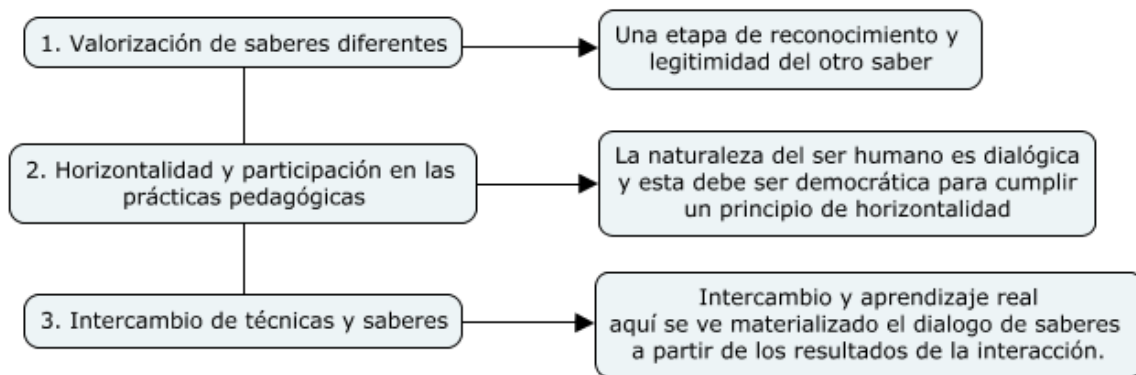 1. Valorización de saberes diferentes
Una etapa de reconocimiento y
legitimidad del otro saber
2. Horizontalidad y participación en las
prácticas pedagógicas
La naturaleza del ser humano es dialógica
y esta debe ser democrática para cumplir
un principio de horizontalidad
3. Intercambio de técnicas y saberes
Intercambio y aprendizaje real
aquí se ve materializado el dialogo de saberes
a partir de los resultados de la interacción.